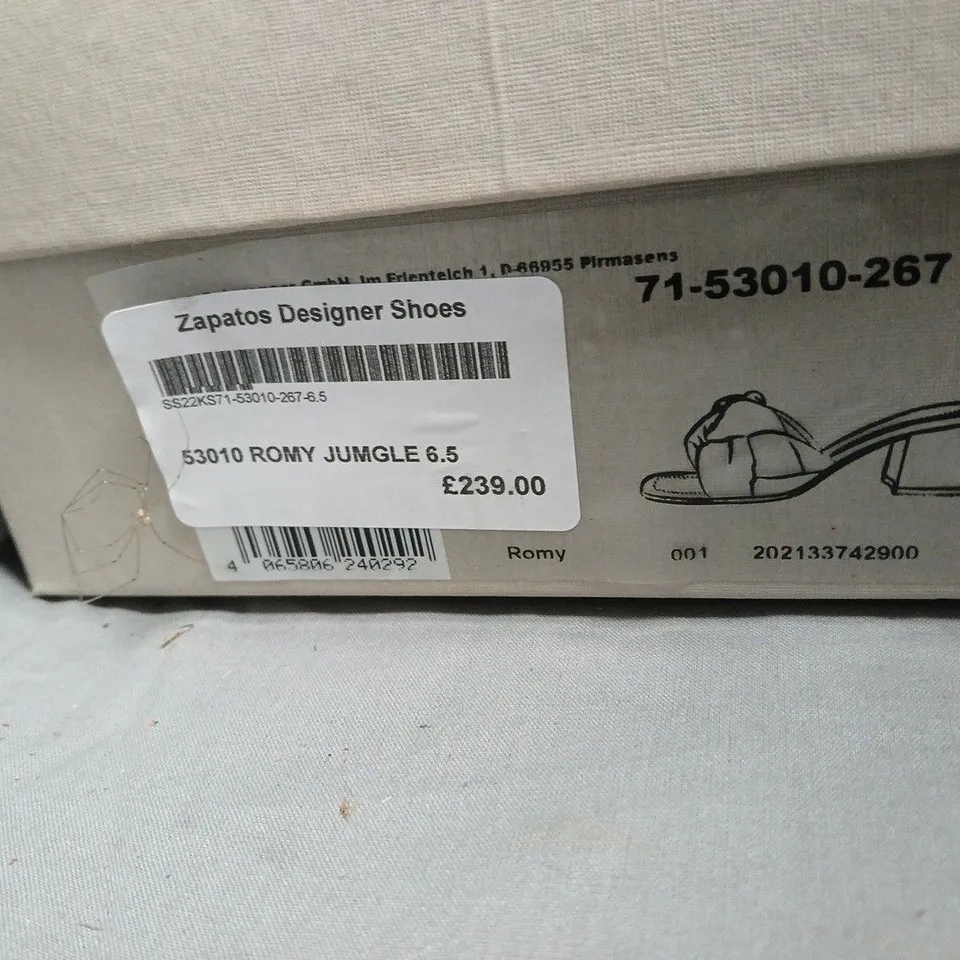 GmbH, Im Erlenteich 1, D-66955 Pirmasens
71-53010-267
Zapatos Designer Shoes
SS22KS71-53010-267-6.5
53010 ROMY JUMGLE 6.5
£239.00
4 065806 240292
Romy 001 202133742900